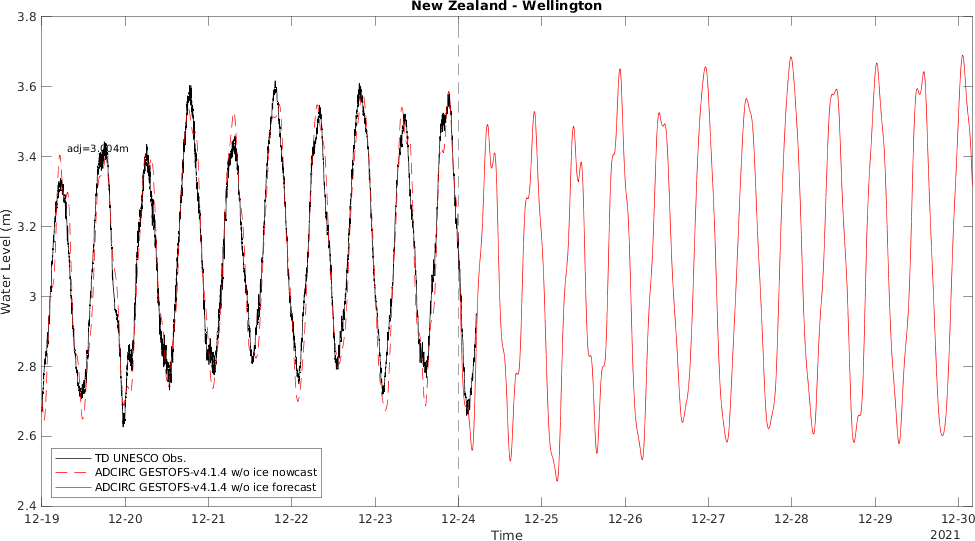 New Zealand - Wellington
3.8
3.6
3.4
3.2
3
2.8
2.6
2.4
Water Level (m)
adj=3.004m
TD UNESCO Obs.
ADCIRC GESTOFS-v4.1.4 w/o ice nowcast
ADCIRC GESTOFS-v4.1.4 w/o ice forecast
12-19 12-20 12-21 12-22 12-23 12-24 12-25 12-26 12-27 12-28 12-29 12-30
Time
2021